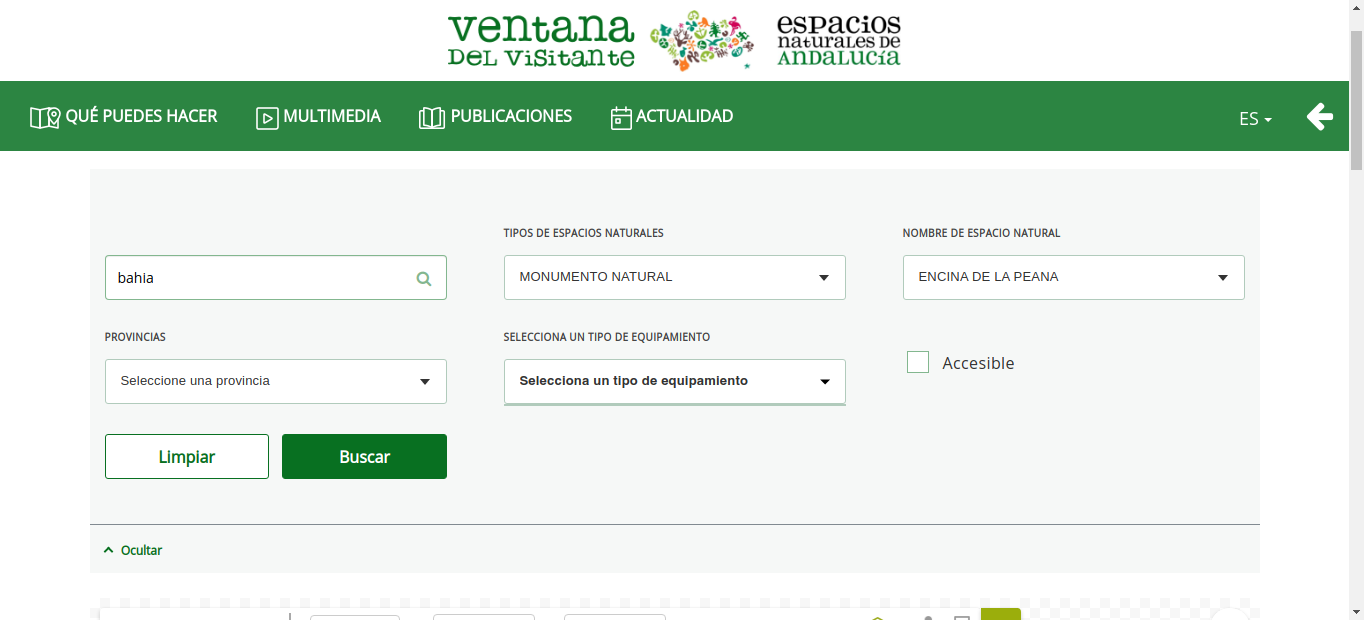 ventana
DEL VISITANTE
espacios
naturales DE
ANDALUCÍA
QUÉ PUEDES HACER
MULTIMEDIA
PUBLICACIONES
ACTUALIDAD
ES
TIPOS DE ESPACIOS NATURALES
NOMBRE DE ESPACIO NATURAL
bahia
MONUMENTO NATURAL
ENCINA DE LA PEANA
PROVINCIAS
SELECCIONA UN TIPO DE EQUIPAMIENTO
Seleccione una provincia
Selecciona un tipo de equipamiento
Accesible
Limpiar
Buscar
Ocultar